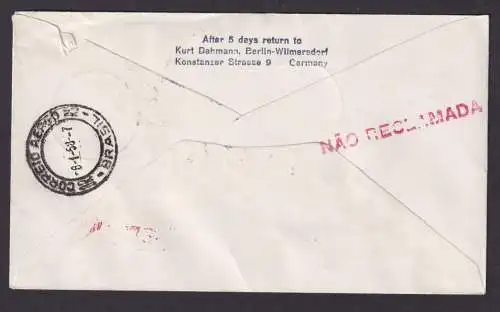 After 5 days return to
Kurt Dahmann, Berlin-Wilmersdorf
Konstanzer Strasse 9 Germany
NÃO RECLAMADA
CORREIO AEREO
BRASIL